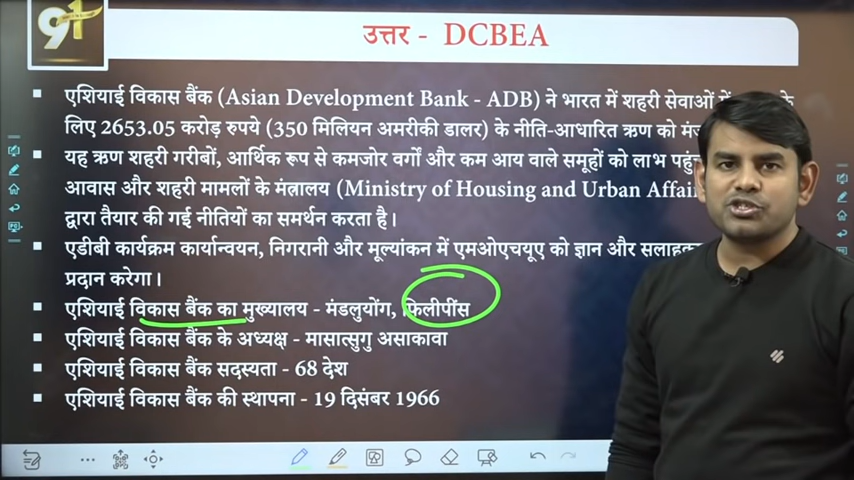 91
उत्तर - DCBEA
एशियाई विकास बैंक (Asian Development Bank - ADB) ने भारत में शहरी सेवाओं में के
लिए 2653.05 करोड़ रुपये (350 मिलियन अमरीकी डालर) के नीति-आधारित ऋण को
यह ऋण शहरी गरीबों, आर्थिक रूप से कमजोर वर्गों और कम आय वाले समूहों को लाभ
आवास और शहरी मामलों के मंत्रालय (Ministry of Housing and Urban
द्वारा तैयार की गई नीतियों का समर्थन करता है।
एडीबी कार्यक्रम कार्यान्वयन, निगरानी और मूल्यांकन में एमओएचयूए को ज्ञान और
प्रदान करेगा।
एशियाई विकास बैंक का मुख्यालय - मंडलुयोंग, फिलीपींस
एशियाई विकास बैंक के अध्यक्ष - मासात्सुगु असाकावा
एशियाई विकास बैंक सदस्यता - 68 देश
एशियाई विकास बैंक की स्थापना - 19 दिसंबर 1966